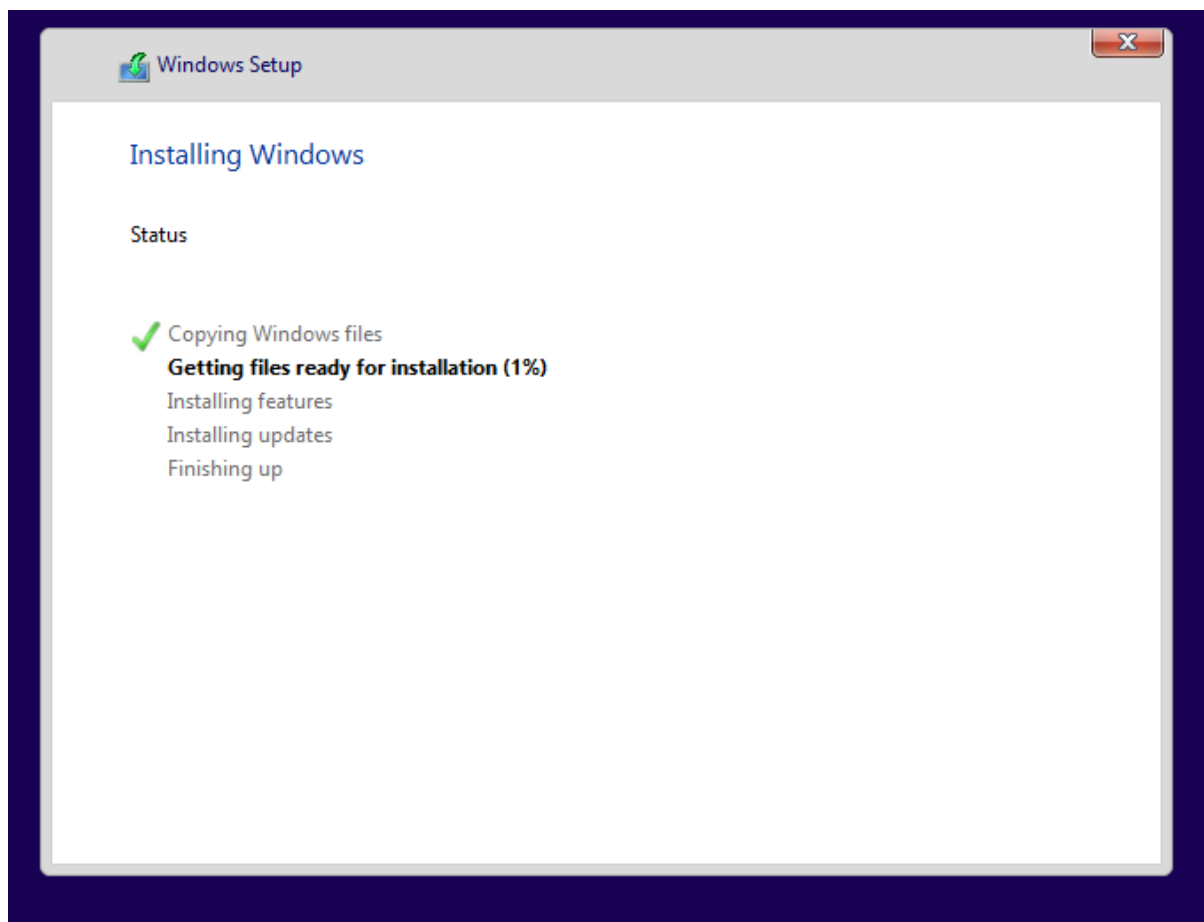 Windows Setup
Installing Windows
Status
Copying Windows files
Getting files ready for installation (1%)
Installing features
Installing updates
Finishing up